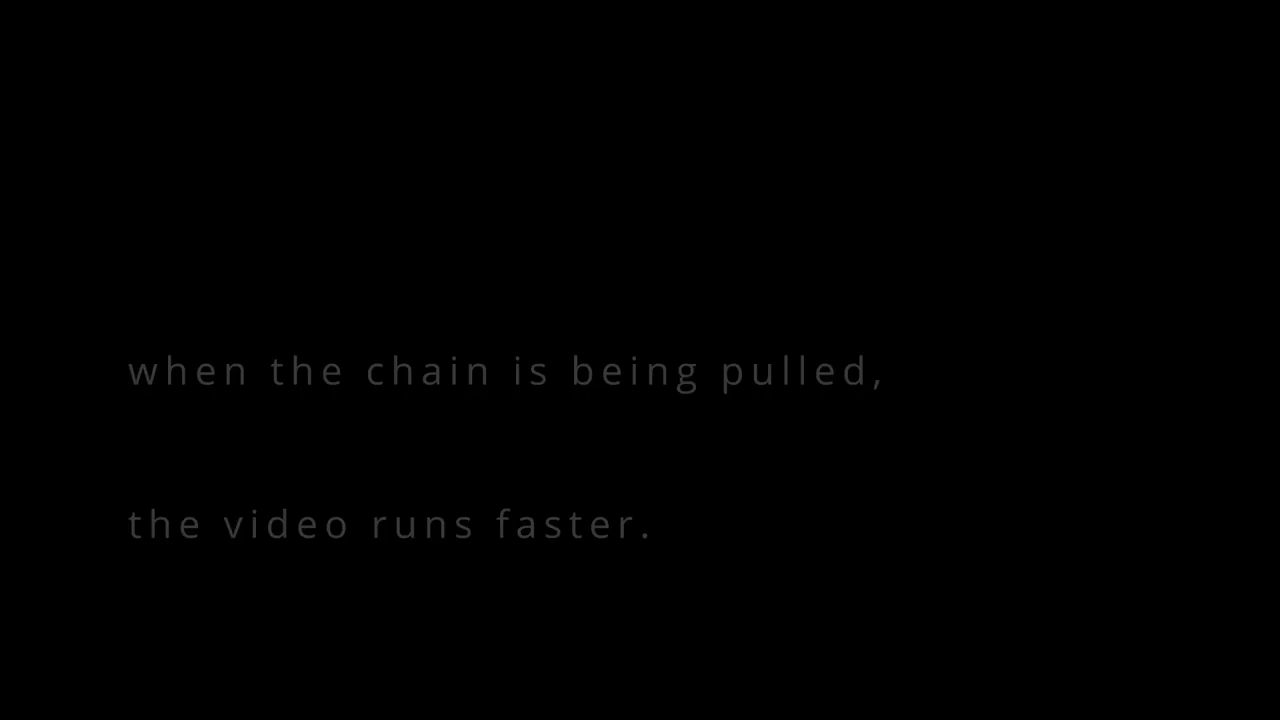 when the chain is being pulled,
the video runs faster.